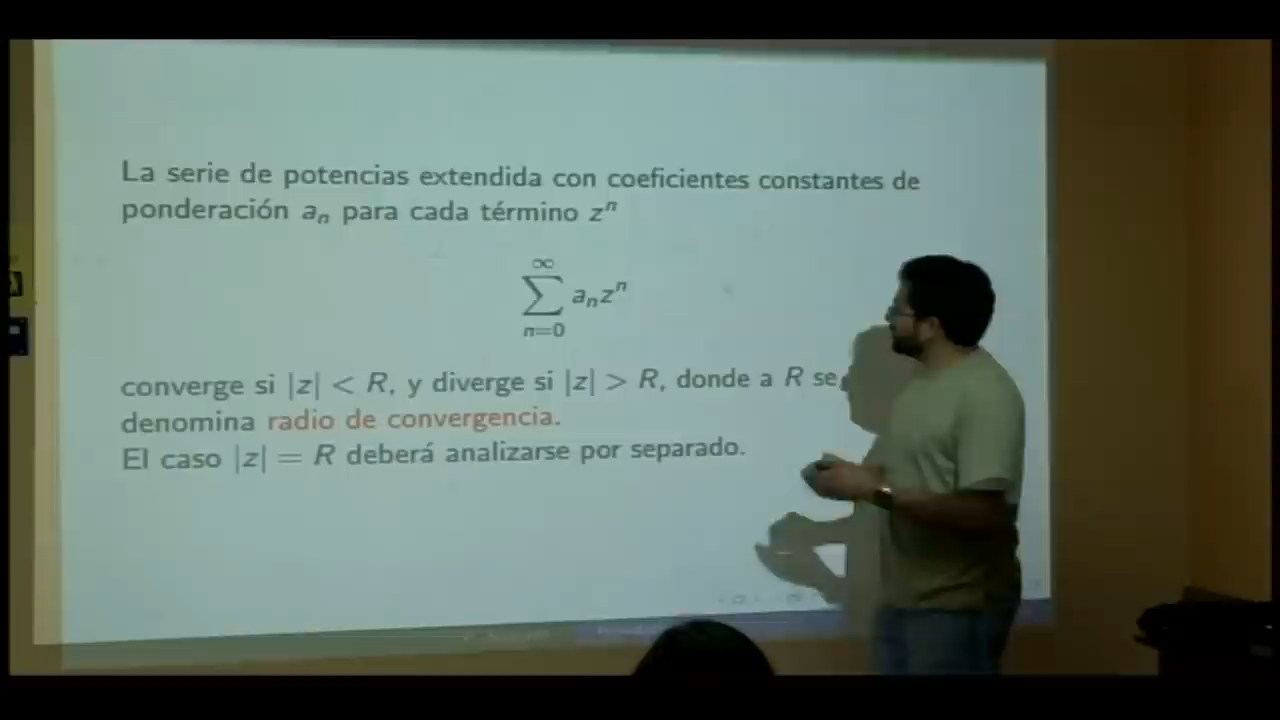 La serie de potencias extendida con coeficientes constantes de
ponderación aₙ para cada término zⁿ
∞
∑ aₙzⁿ
n=0
converge si |z| < R, y diverge si |z| > R, donde a R se
denomina radio de convergencia.
El caso |z| = R deberá analizarse por separado.